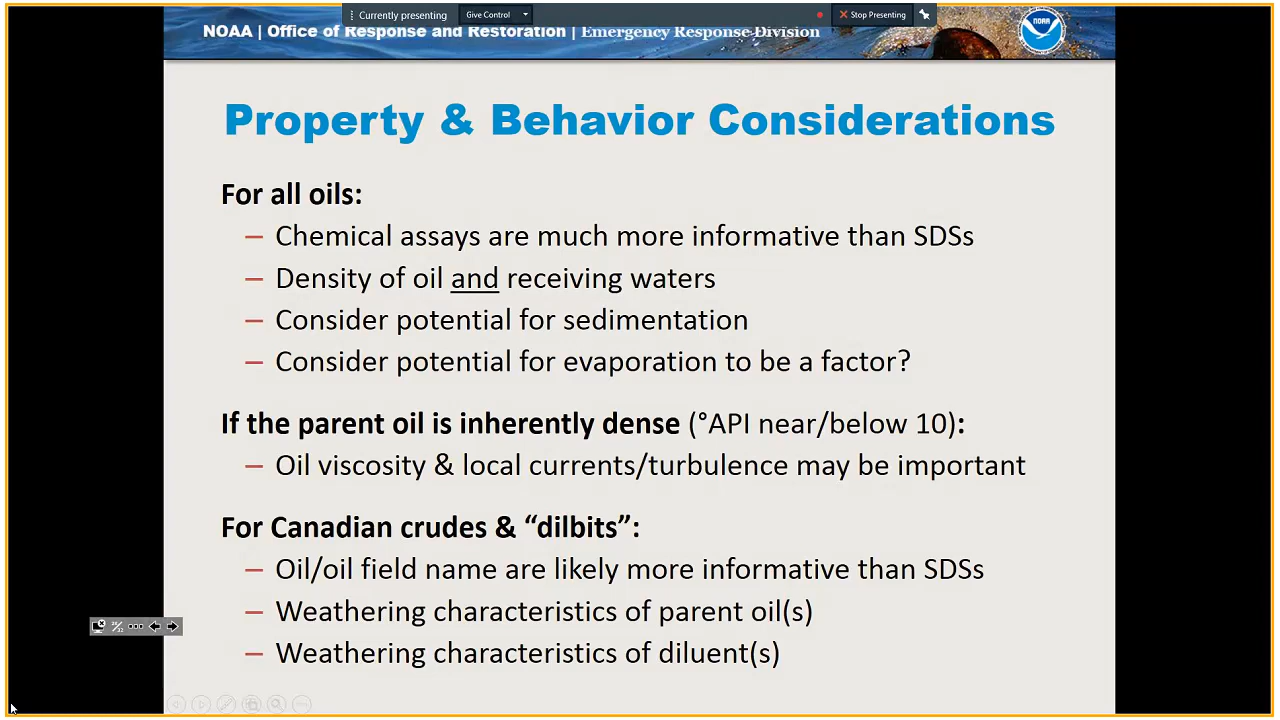 Currently presenting
Give Control
Stop Presenting
NOAA | Office of Response and Restoration | Emergency Response Division
NOAA
Property & Behavior Considerations
For all oils:
– Chemical assays are much more informative than SDSs
– Density of oil and receiving waters
– Consider potential for sedimentation
– Consider potential for evaporation to be a factor?
If the parent oil is inherently dense (°API near/below 10):
– Oil viscosity & local currents/turbulence may be important
For Canadian crudes & “dilbits”:
– Oil/oil field name are likely more informative than SDSs
– Weathering characteristics of parent oil(s)
– Weathering characteristics of diluent(s)